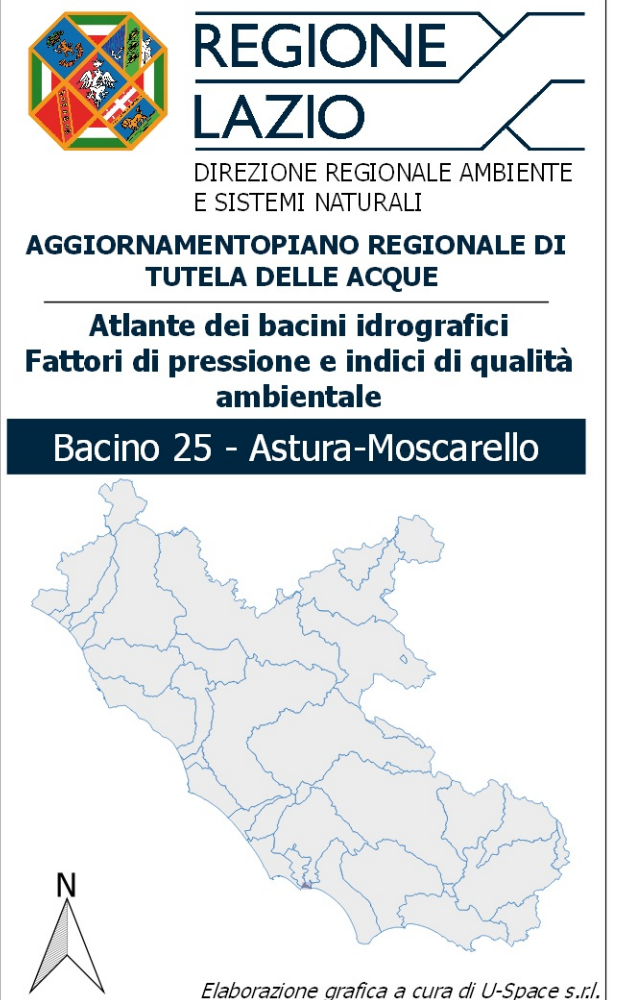 REGIONE
LAZIO
DIREZIONE REGIONALE AMBIENTE
E SISTEMI NATURALI
AGGIORNAMENTOPIANO REGIONALE DI
TUTELA DELLE ACQUE
Atlante dei bacini idrografici
Fattori di pressione e indici di qualità
ambientale
Bacino 25 - Astura-Moscarello
N
Elaborazione grafica a cura di U-Space s.r.l.